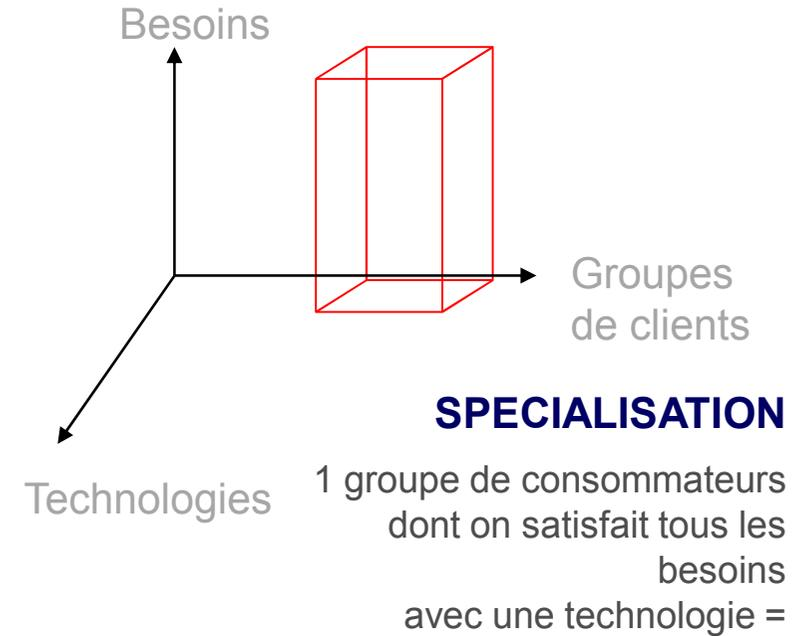 Besoins
Groupes
de clients
SPECIALISATION
Technologies
1 groupe de consommateurs
dont on satisfait tous les
besoins
avec une technologie =